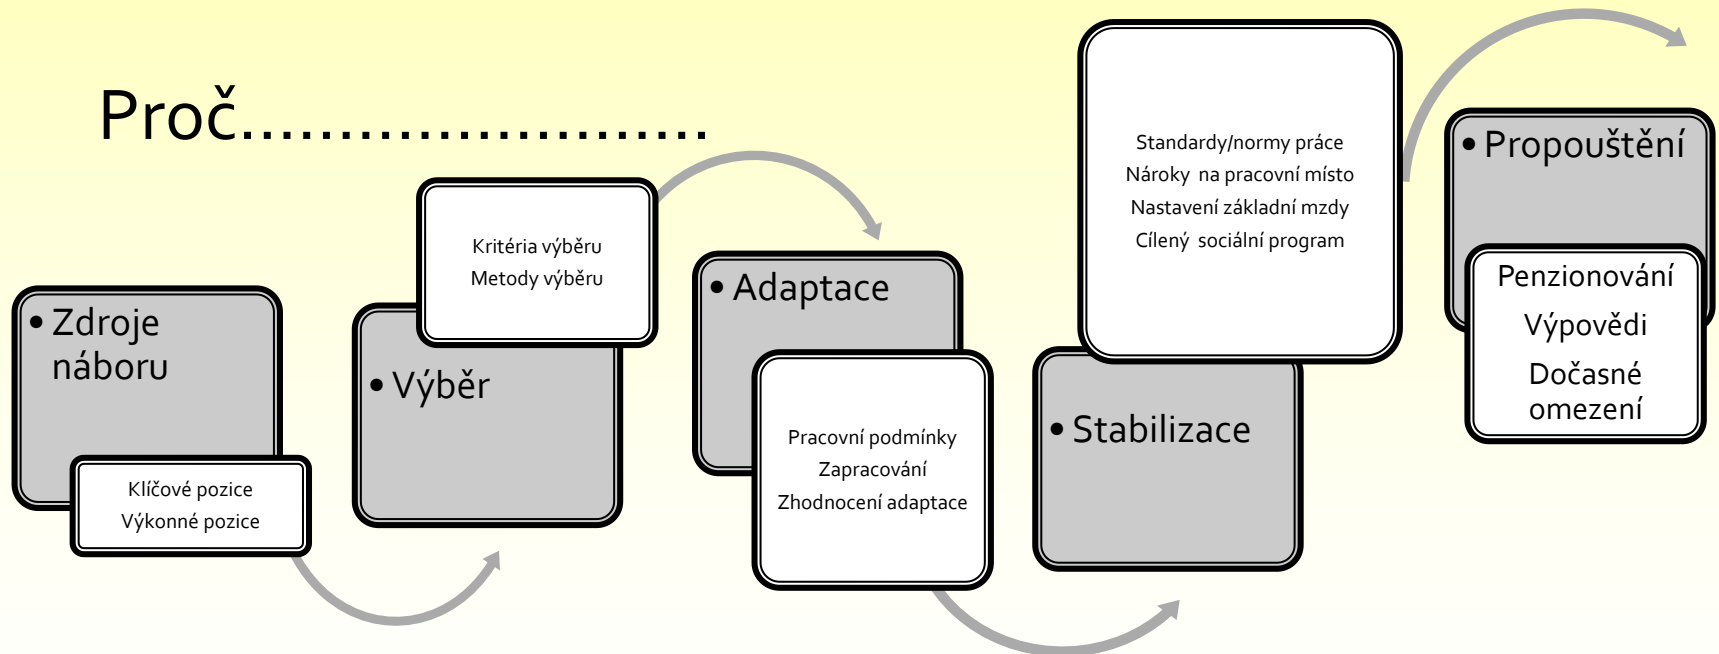 Proč........................
• Zdroje
náboru
Klíčové pozice
Výkonné pozice
• Výběr
Kritéria výběru
Metody výběru
• Adaptace
Pracovní podmínky
Zapracování
Zhodnocení adaptace
• Stabilizace
Standardy/normy práce
Nároky na pracovní místo
Nastavení základní mzdy
Cílený sociální program
• Propouštění
Penzionování
Výpovědi
Dočasné
omezení